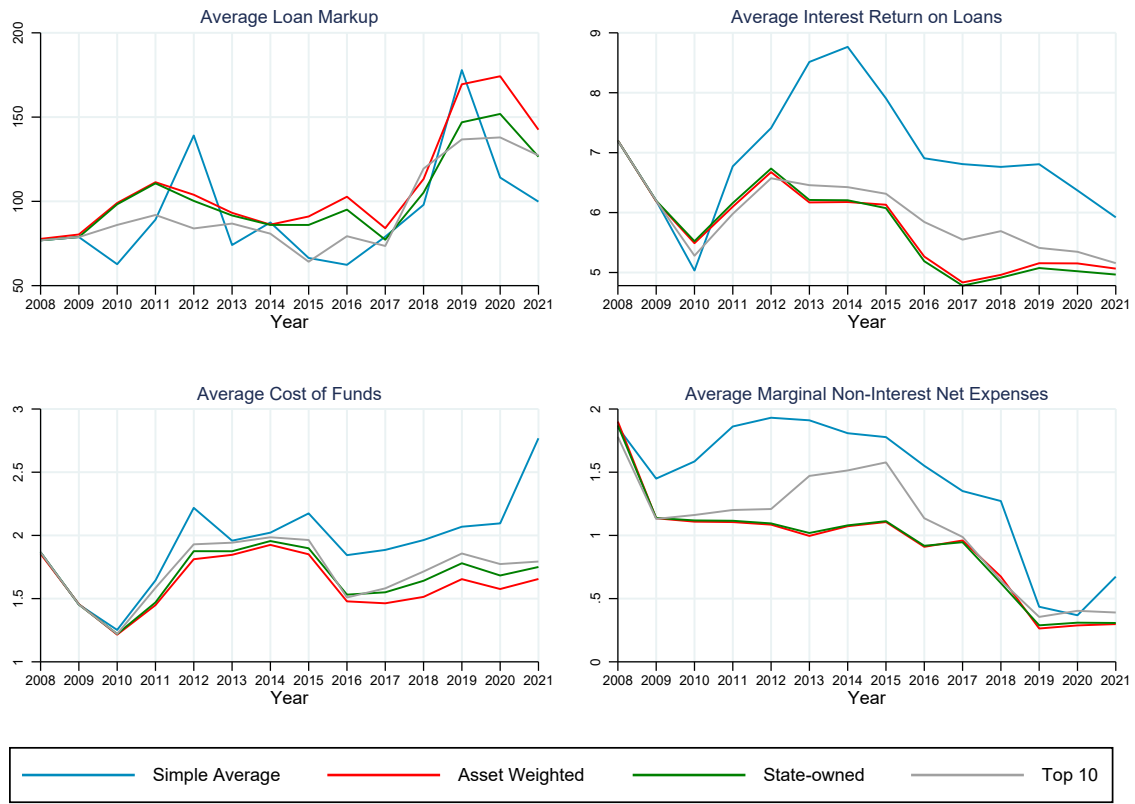 Average Loan Markup
200
150
100
50
2008 2009 2010 2011 2012 2013 2014 2015 2016 2017 2018 2019 2020 2021
Year
Average Interest Return on Loans
9
8
7
6
5
2008 2009 2010 2011 2012 2013 2014 2015 2016 2017 2018 2019 2020 2021
Year
Average Cost of Funds
3
2.5
2
1.5
1
2008 2009 2010 2011 2012 2013 2014 2015 2016 2017 2018 2019 2020 2021
Year
Average Marginal Non-Interest Net Expenses
2
1.5
1
.5
0
2008 2009 2010 2011 2012 2013 2014 2015 2016 2017 2018 2019 2020 2021
Year
Simple Average Asset Weighted State-owned Top 10